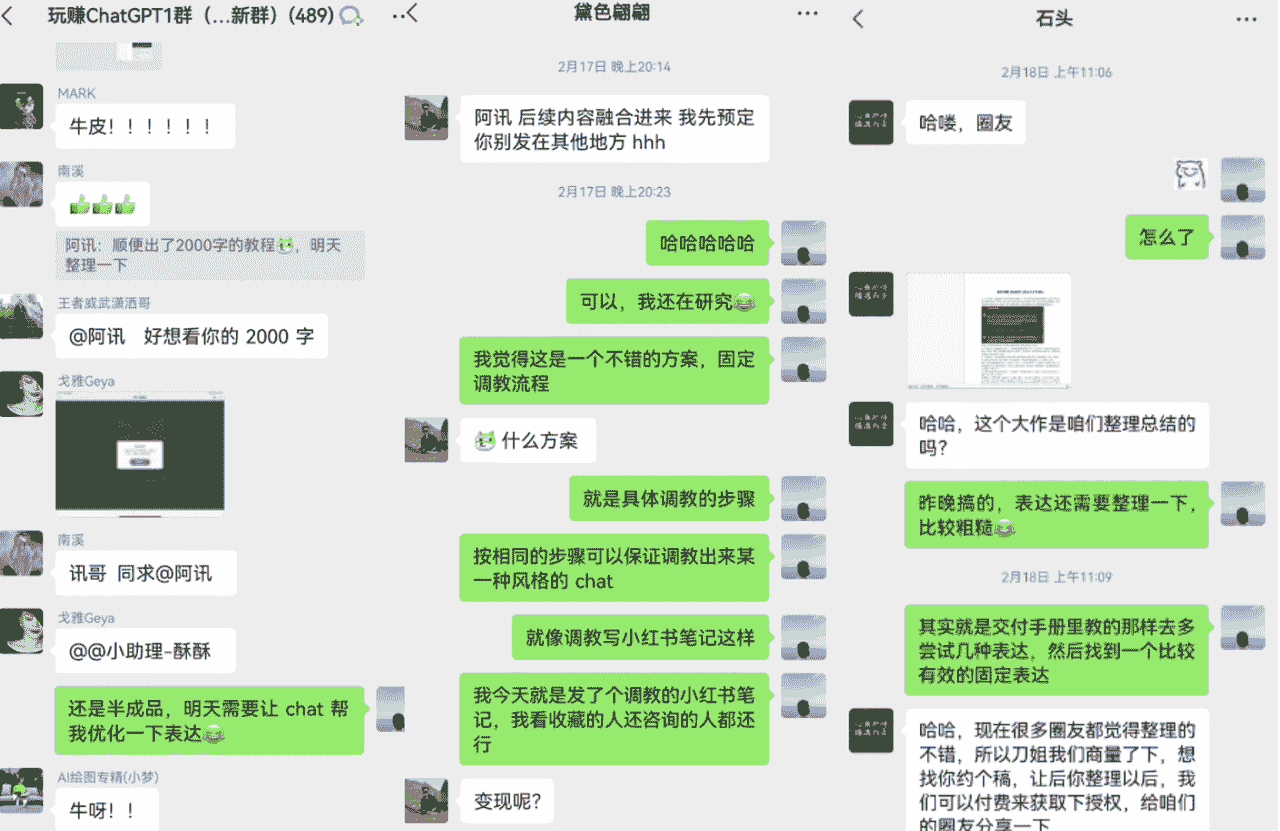 玩赚ChatGPT1群（...新群）(489)
MARK
牛皮！！！！！！
南溪
👍👍👍
阿讯：顺便出了2000字的教程，明天
整理一下
王者威武潇洒哥
@阿讯 好想看你的 2000 字
戈雅Geya
南溪
讯哥 同求@阿讯
戈雅Geya
@@小助理-酥酥
还是半成品，明天需要让 chat 帮
我优化一下表达😂
AI绘图专精(小梦)
牛呀！！
黛色翩翩
2月17日 晚上20:14
阿讯 后续内容融合进来 我先预定
你别发在其他地方 hhh
2月17日 晚上20:23
哈哈哈哈哈
可以，我还在研究😂
我觉得这是一个不错的方案，固定
调教流程
什么方案
就是具体调教的步骤
按相同的步骤可以保证调教出来某
一种风格的 chat
就像调教写小红书笔记这样
我今天就是发了个调教的小红书笔
记，我看收藏的人还咨询的人都还
行
变现呢？
石头
2月18日 上午11:06
哈喽，圈友
怎么了
哈哈，这个大作是咱们整理总结的
吗？
昨晚搞的，表达还需要整理一下，
比较粗糙😂
2月18日 上午11:09
其实就是交付手册里教的那样去多
尝试几种表达，然后找到一个比较
有效的固定表达
哈哈，现在很多圈友都觉得整理的
不错，所以刀姐我们商量了下，想
找你约个稿，让后你整理以后，我
们可以付费来获取下授权，给咱们
的圈友分享一下